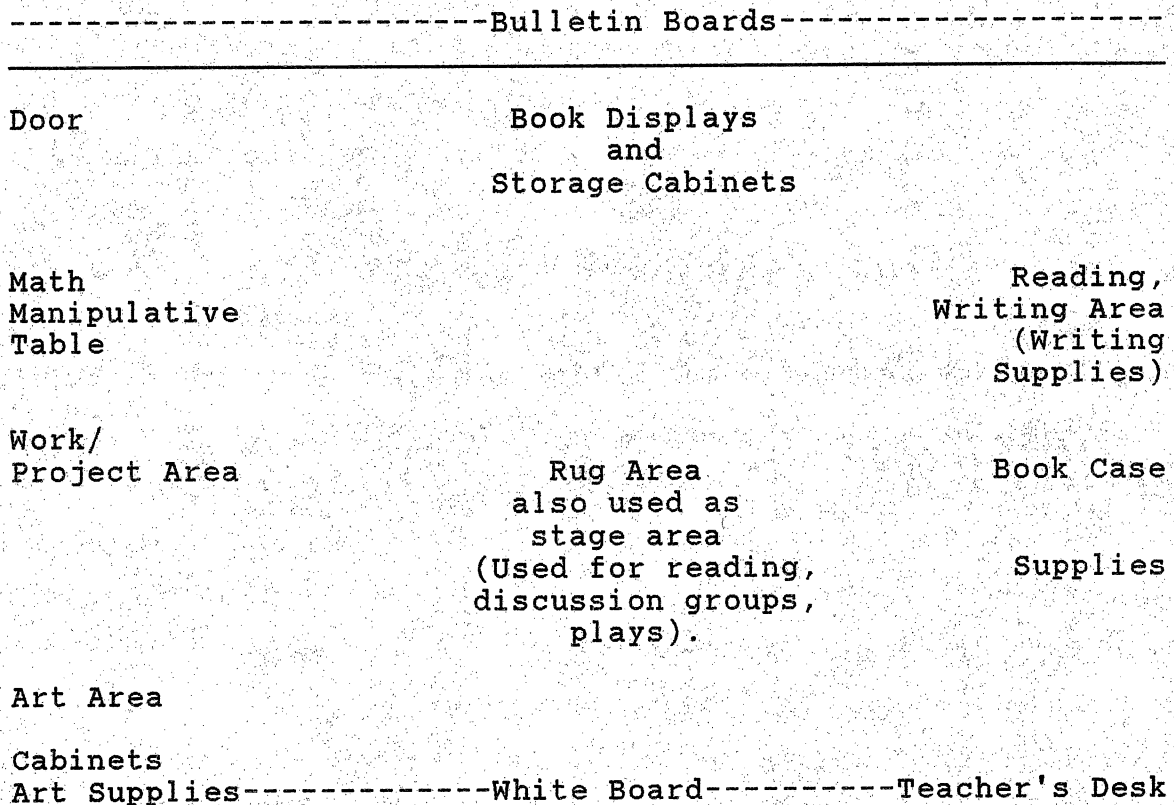 -------------------------Bulletin Boards--------------------
Door Book Displays
and
Storage Cabinets
Math Reading,
Manipulative Writing Area
Table (Writing
Supplies)
Work/
Project Area Rug Area Book Case
also used as
stage area
(Used for reading, Supplies
discussion groups,
plays).
Art Area
Cabinets
Art Supplies-------------White Board----------Teacher's Desk